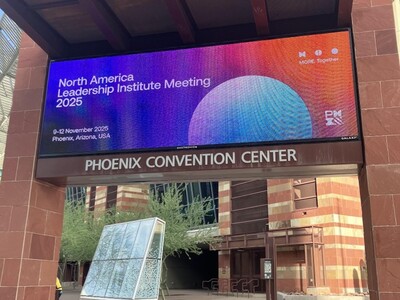 North America
Leadership Institute Meeting
2025
9-12 November 2025
Phoenix, Arizona, USA
MORE. Together
PHOENIX CONVENTION CENTER